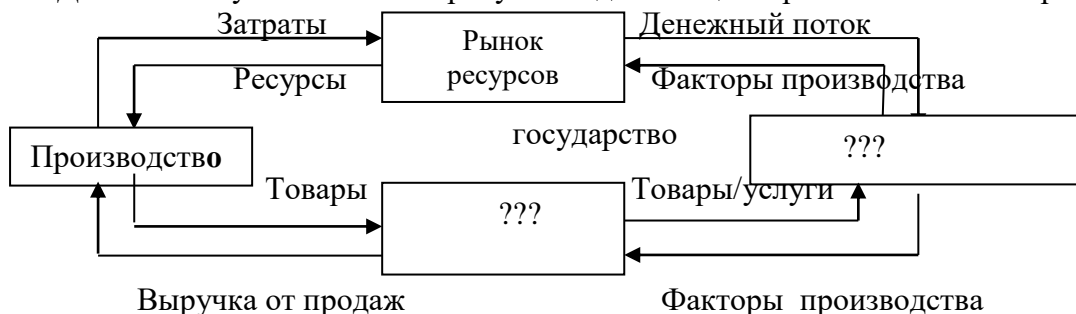 Затраты
Рынок
ресурсов
Денежный поток
Ресурсы
Факторы производства
государство
Производство
???
Товары
???
Товары/услуги
Выручка от продаж
Факторы производства